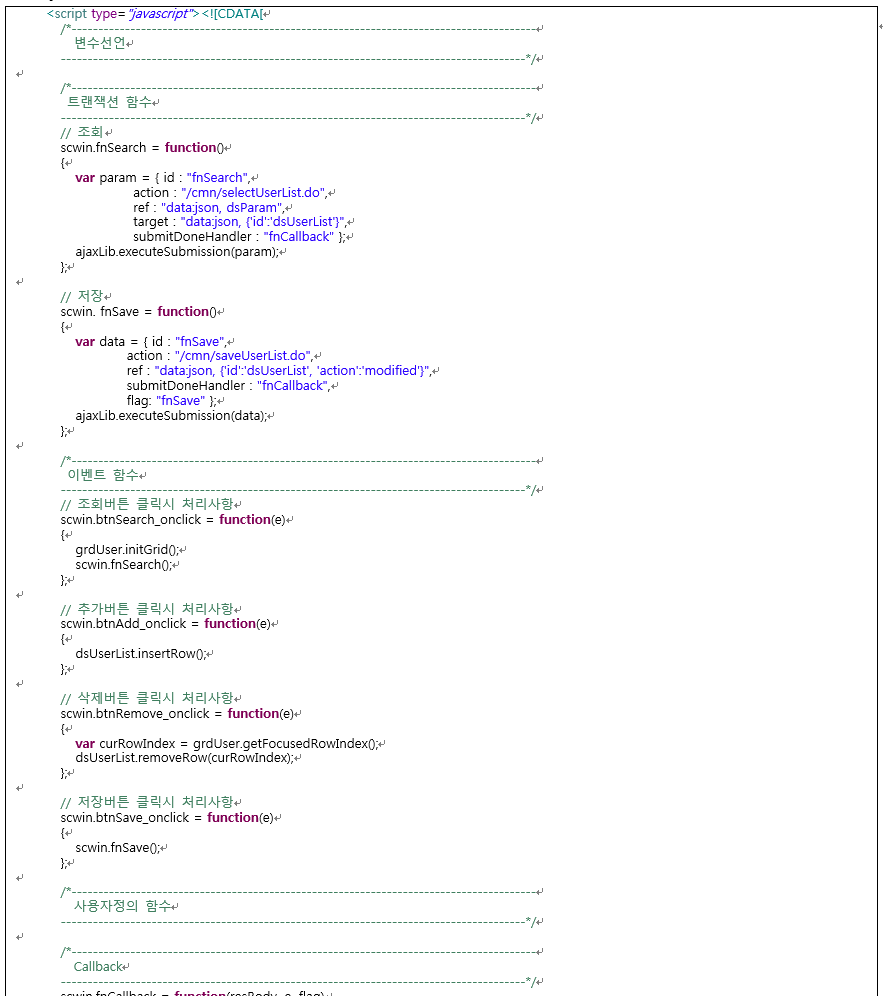 <script type="javascript"><![CDATA[
/*----------------------------------------------------------------------------------------
변수선언
----------------------------------------------------------------------------------------*/
/*----------------------------------------------------------------------------------------
트랜잭션 함수
----------------------------------------------------------------------------------------*/
// 조회
scwin.fnSearch = function()
{
var param = { id : "fnSearch",
action : "/cmn/selectUserList.do",
ref : "data:json, dsParam",
target : "data:json, {'id':'dsUserList'}",
submitDoneHandler : "fnCallback" };
ajaxLib.executeSubmission(param);
};
// 저장
scwin. fnSave = function()
{
var data = { id : "fnSave",
action : "/cmn/saveUserList.do",
ref : "data:json, {'id':'dsUserList', 'action':'modified'}",
submitDoneHandler : "fnCallback",
flag: "fnSave" };
ajaxLib.executeSubmission(data);
};
/*----------------------------------------------------------------------------------------
이벤트 함수
----------------------------------------------------------------------------------------*/
// 조회버튼 클릭시 처리사항
scwin.btnSearch_onclick = function(e)
{
grdUser.initGrid();
scwin.fnSearch();
};
// 추가버튼 클릭시 처리사항
scwin.btnAdd_onclick = function(e)
{
dsUserList.insertRow();
};
// 삭제버튼 클릭시 처리사항
scwin.btnRemove_onclick = function(e)
{
var curRowIndex = grdUser.getFocusedRowIndex();
dsUserList.removeRow(curRowIndex);
};
// 저장버튼 클릭시 처리사항
scwin.btnSave_onclick = function(e)
{
scwin.fnSave();
};
/*----------------------------------------------------------------------------------------
사용자정의 함수
----------------------------------------------------------------------------------------*/
/*----------------------------------------------------------------------------------------
Callback
----------------------------------------------------------------------------------------*/
scwin.fnCallback = function(resBody, e, flag)